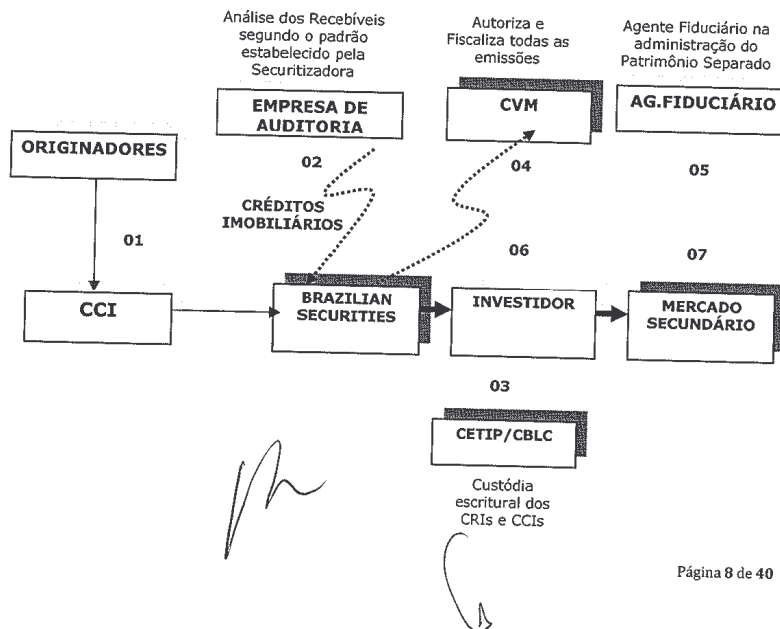 Análise dos Recebíveis
segundo o padrão
estabelecido pela
Securitizadora
Autoriza e
Fiscaliza todas as
emissões
Agente Fiduciário na
administração do
Patrimônio Separado
EMPRESA DE
AUDITORIA
CVM
AG.FIDUCIÁRIO
ORIGINADORES
02
04
05
CRÉDITOS
IMOBILIÁRIOS
01
06
07
CCI
BRAZILIAN
SECURITIES
INVESTIDOR
MERCADO
SECUNDÁRIO
03
CETIP/CBLC
Custódia
escritural dos
CRIs e CCIs
Página 8 de 40